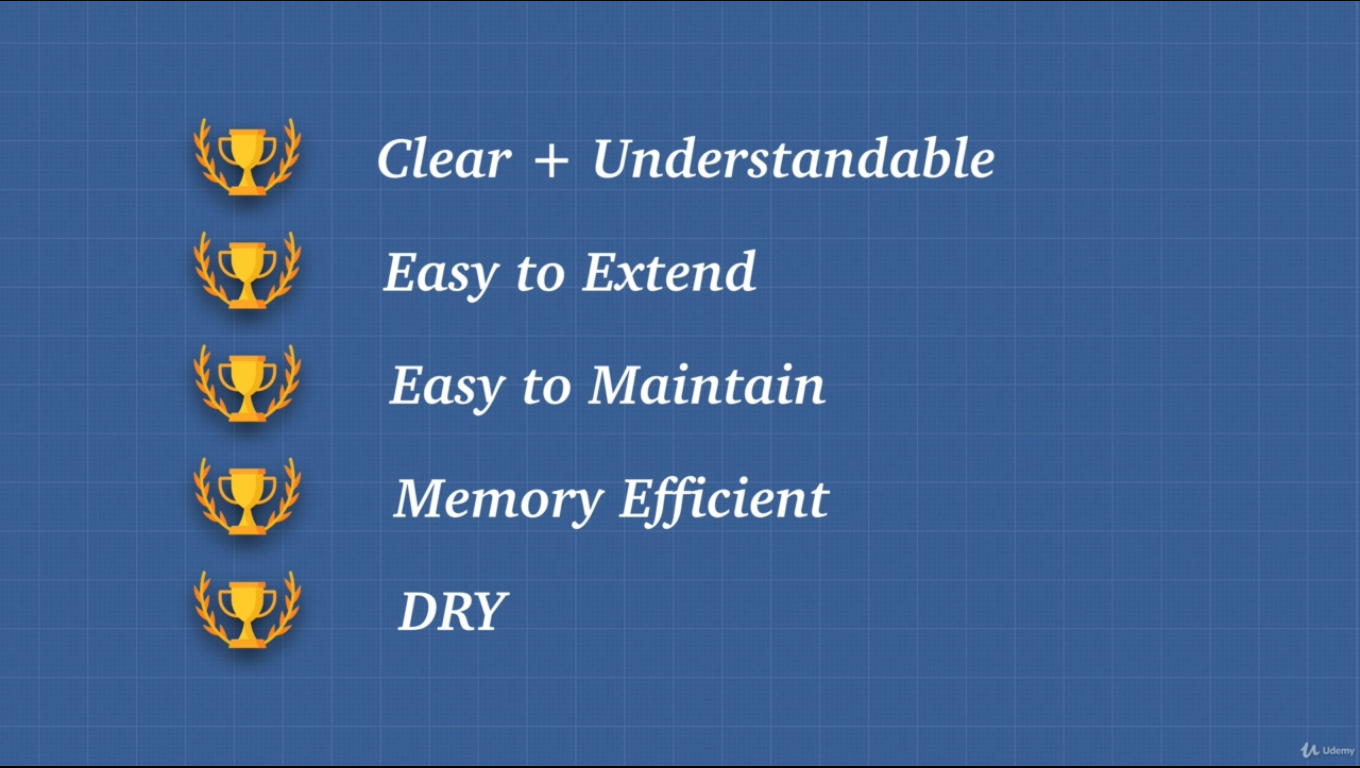 Clear + Understandable
Easy to Extend
Easy to Maintain
Memory Efficient
DRY
Udemy